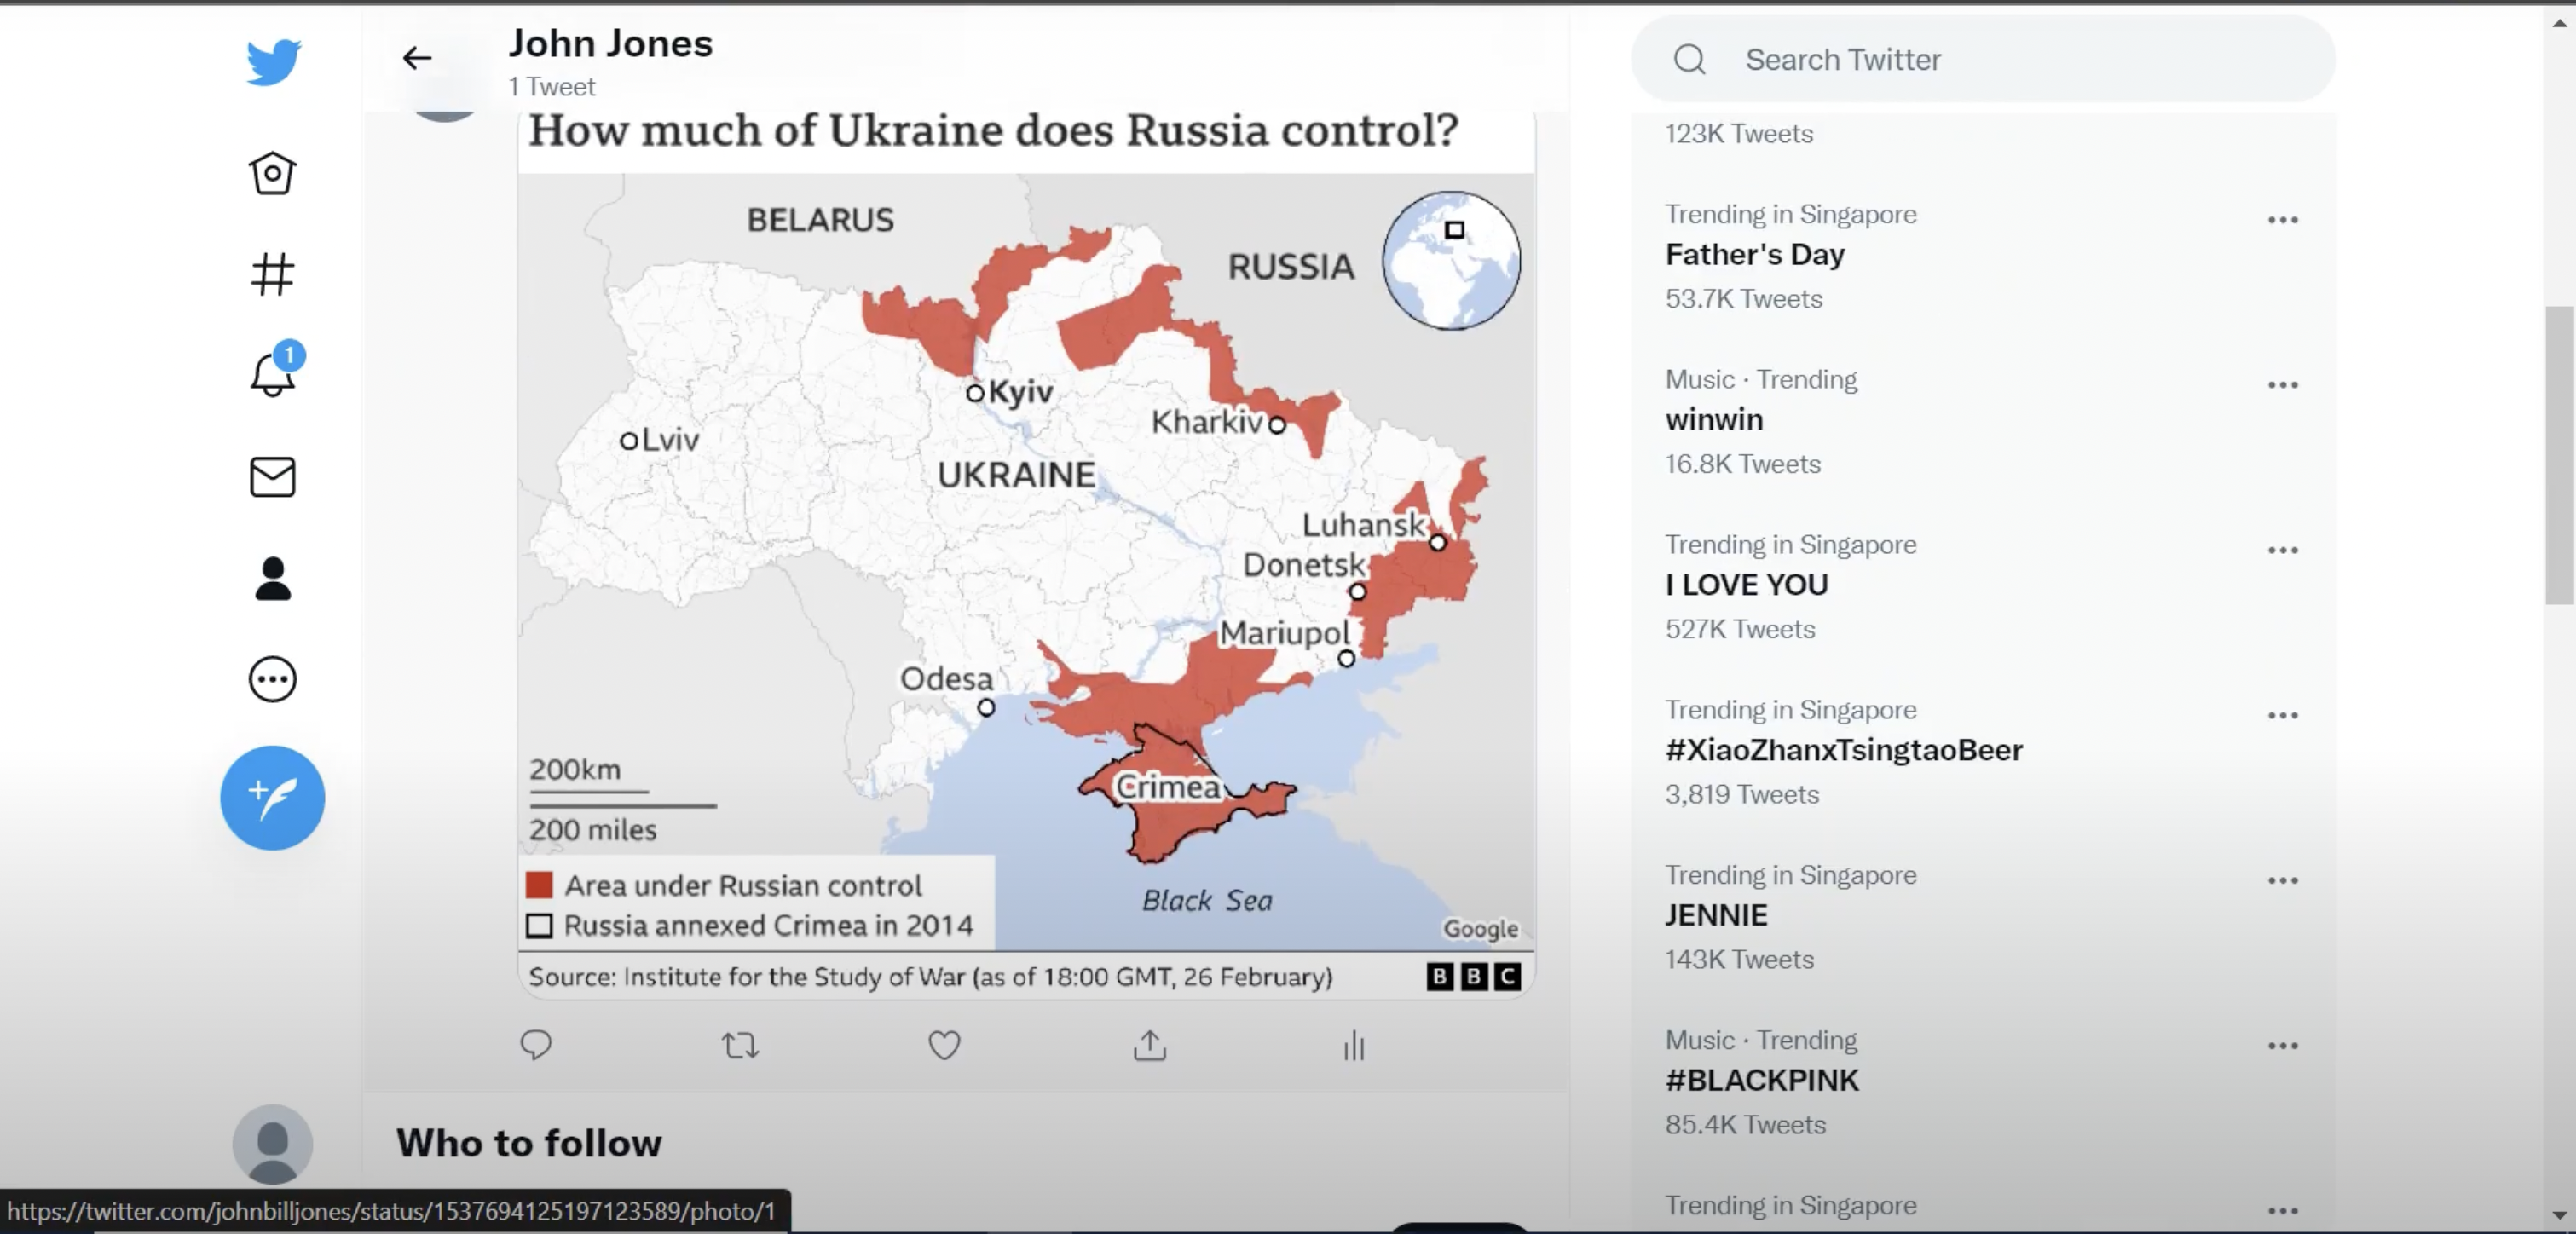 John Jones
1 Tweet
How much of Ukraine does Russia control?
BELARUS
RUSSIA
Kyiv
Kharkiv
Lviv
UKRAINE
Luhansk
Donetsk
Mariupol
Odesa
Crimea
200km
200 miles
Area under Russian control
Black Sea
Russia annexed Crimea in 2014
Google
Source: Institute for the Study of War (as of 18:00 GMT, 26 February)
BBC
Who to follow
1
Search Twitter
123K Tweets
Trending in Singapore
Father's Day
53.7K Tweets
Music · Trending
winwin
16.8K Tweets
Trending in Singapore
I LOVE YOU
527K Tweets
Trending in Singapore
#XiaoZhanxTsingtaoBeer
3,819 Tweets
Trending in Singapore
JENNIE
143K Tweets
Music · Trending
#BLACKPINK
85.4K Tweets
Trending in Singapore
https://twitter.com/johnbilljones/status/1537694125197123589/photo/1